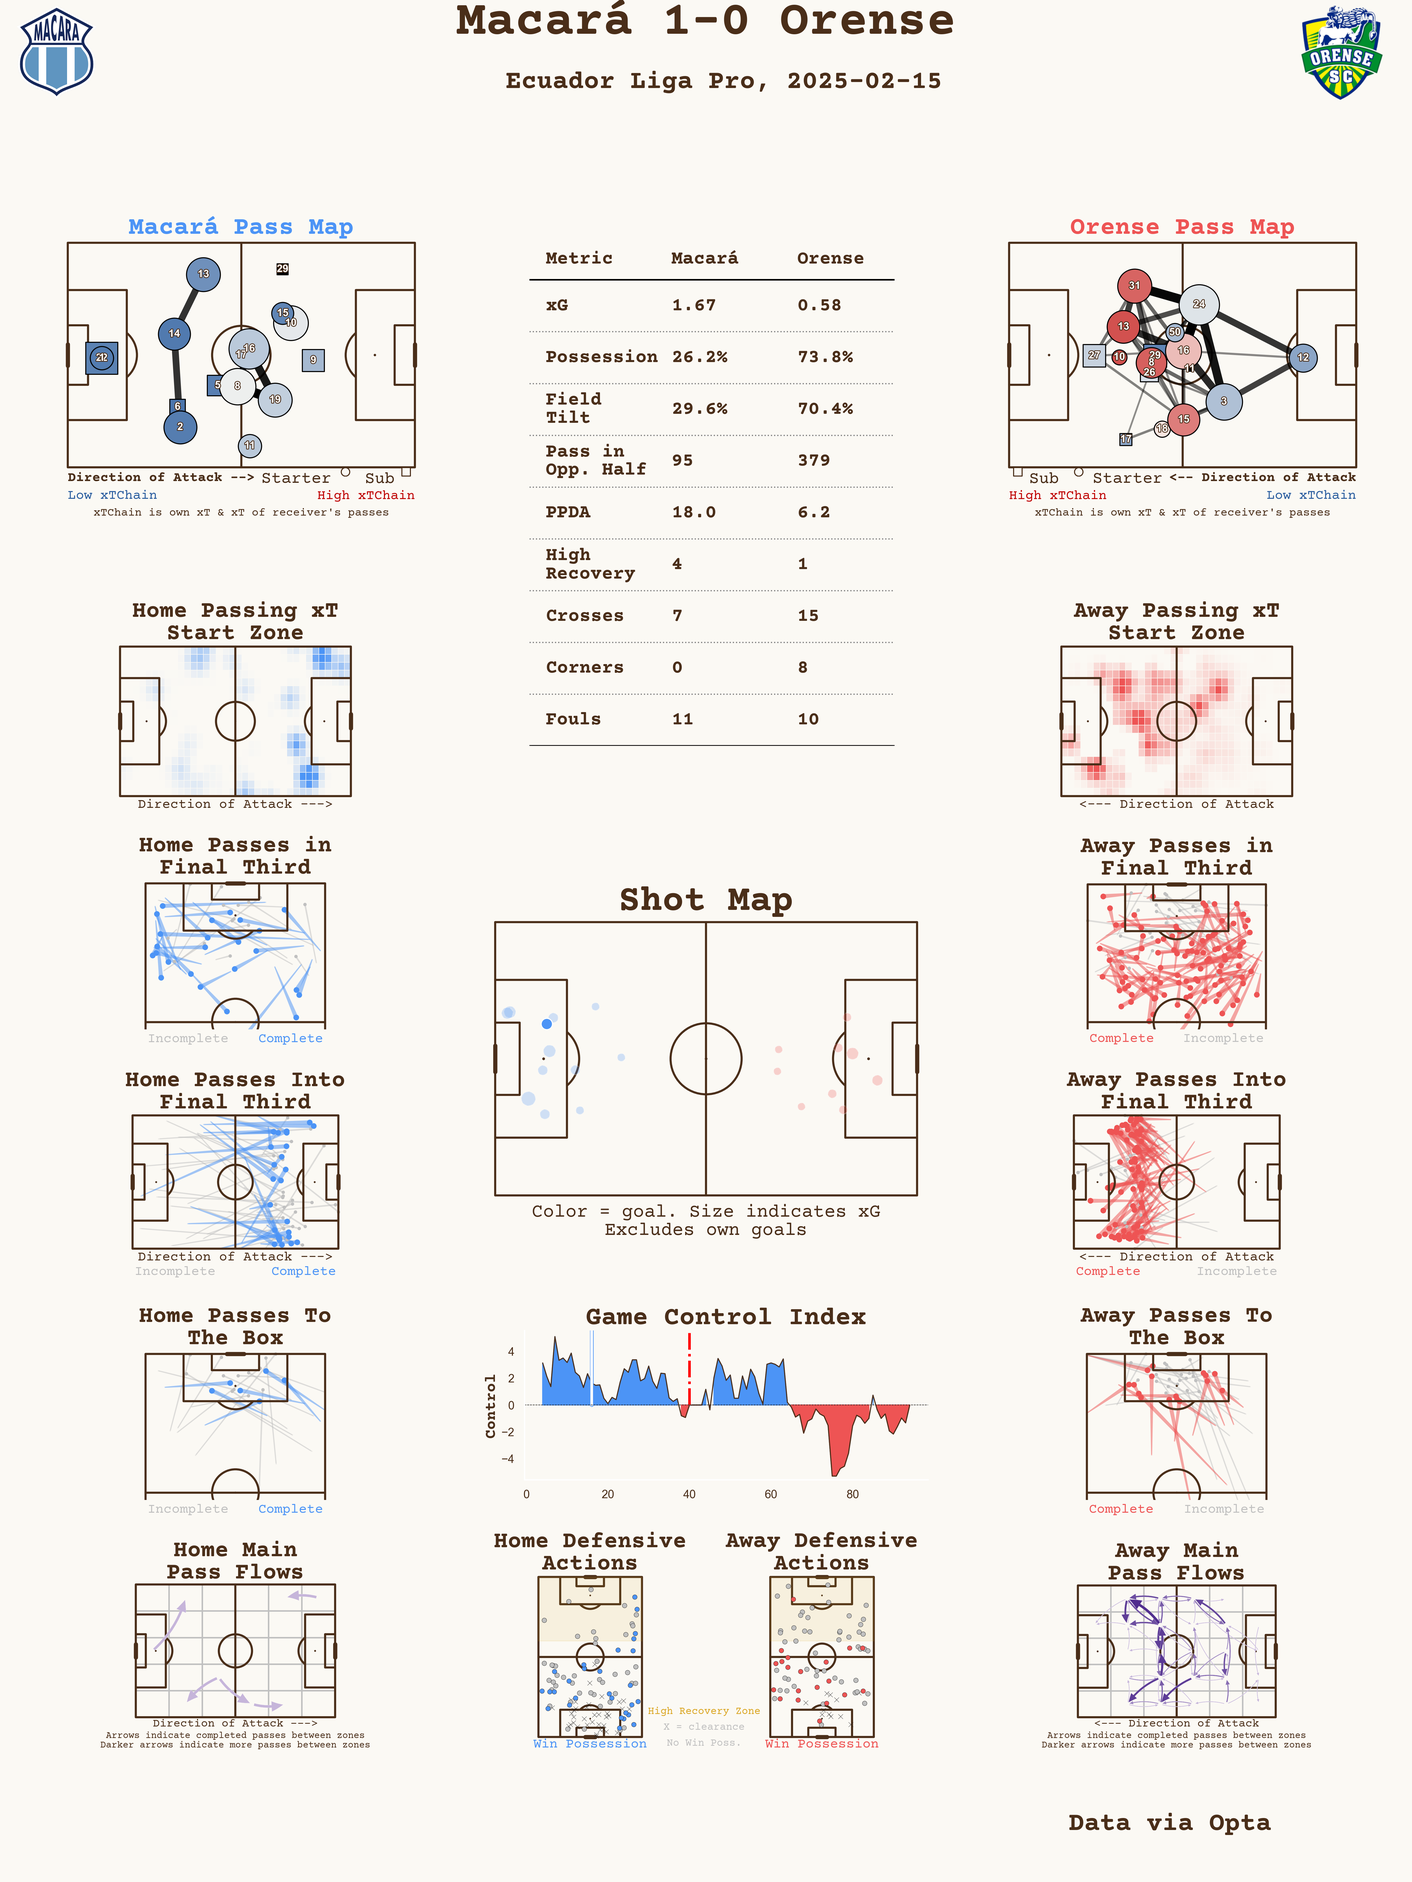 Macará 1-0 Orense
Ecuador Liga Pro, 2025-02-15
MACARA
ORENSE
SC
Macará Pass Map
13
29
15
10
14
16
17
9
5
8
19
6
2
11
Direction of Attack --> Starter Sub
Low xTChain High xTChain
xTChain is own xT & xT of receiver's passes
Metric Macará Orense
xG 1.67 0.58
Possession 26.2% 73.8%
Field
Tilt 29.6% 70.4%
Pass in
Opp. Half 95 379
PPDA 18.0 6.2
High
Recovery 4 1
Crosses 7 15
Corners 0 8
Fouls 11 10
Orense Pass Map
31
24
13
50
27
10
29
16
12
8
26
11
3
15
18
17
Sub Starter <-- Direction of Attack
High xTChain Low xTChain
xTChain is own xT & xT of receiver's passes
Home Passing xT
Start Zone
Direction of Attack --->
Away Passing xT
Start Zone
<--- Direction of Attack
Home Passes in
Final Third
Incomplete Complete
Away Passes in
Final Third
Complete Incomplete
Shot Map
Color = goal. Size indicates xG
Excludes own goals
Home Passes Into
Final Third
Direction of Attack --->
Incomplete Complete
Away Passes Into
Final Third
<--- Direction of Attack
Complete Incomplete
Home Passes To
The Box
Incomplete Complete
Game Control Index
Control
4
2
0
−2
−4
0 20 40 60 80
Away Passes To
The Box
Complete Incomplete
Home Main
Pass Flows
Direction of Attack --->
Arrows indicate completed passes between zones
Darker arrows indicate more passes between zones
Home Defensive
Actions
Win Possession
Away Defensive
Actions
Win Possession
High Recovery Zone
X = clearance
No Win Poss.
Away Main
Pass Flows
<--- Direction of Attack
Arrows indicate completed passes between zones
Darker arrows indicate more passes between zones
Data via Opta